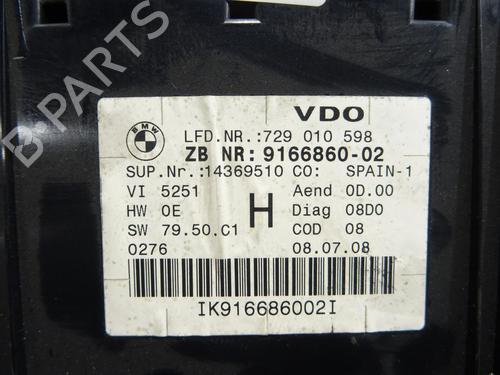 B-PARTS
BMW
VDO
LFD.NR.:729 010 598
ZB NR: 9166860-02
SUP.Nr.:14369510 CO: SPAIN-1
VI 5251 Aend 0D.00
HW 0E H Diag 08D0
SW 79.50.C1 COD 08
0276 08.07.08
IK916686002I